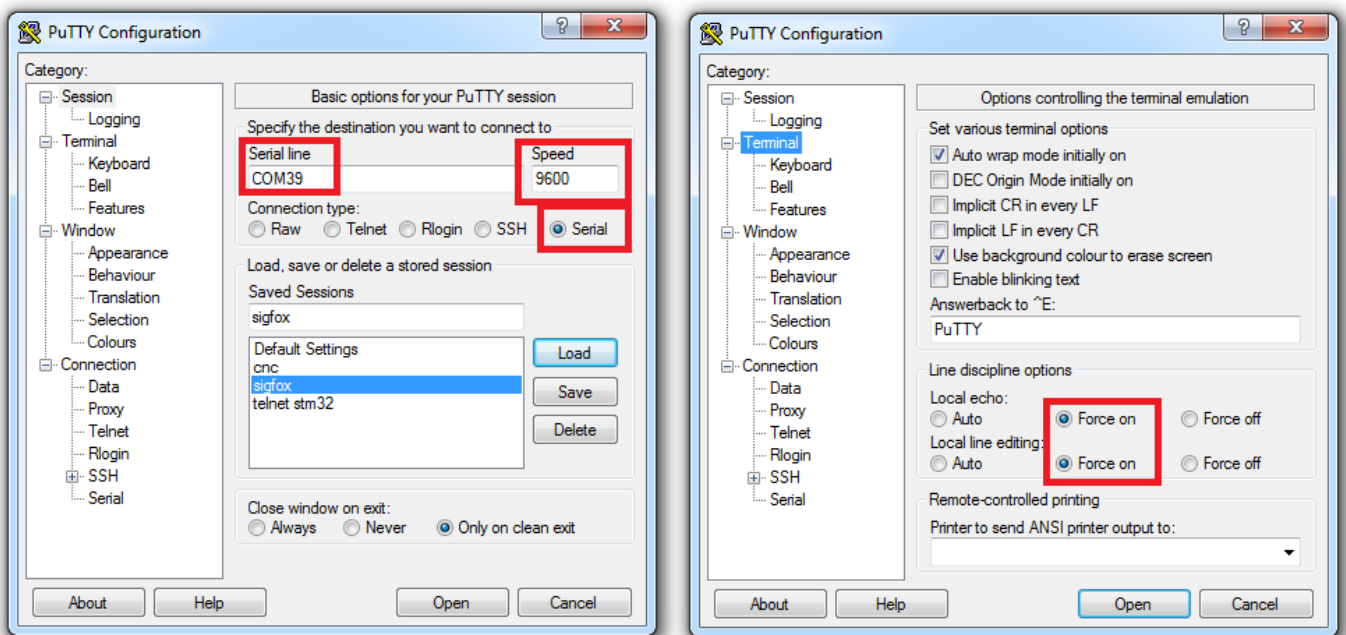 PuTTY Configuration
Category:
Session
Logging
Terminal
Keyboard
Bell
Features
Window
Appearance
Behaviour
Translation
Selection
Colours
Connection
Data
Proxy
Telnet
Rlogin
SSH
Serial
Basic options for your PuTTY session
Specify the destination you want to connect to
Serial line Speed
COM39 9600
Connection type:
Raw Telnet Rlogin SSH Serial
Load, save or delete a stored session
Saved Sessions
sigfox
Default Settings
cnc
sigfox
telnet stm32
Load
Save
Delete
Close window on exit:
Always Never Only on clean exit
About Help Open Cancel
PuTTY Configuration
Category:
Session
Logging
Terminal
Keyboard
Bell
Features
Window
Appearance
Behaviour
Translation
Selection
Colours
Connection
Data
Proxy
Telnet
Rlogin
SSH
Serial
Options controlling the terminal emulation
Set various terminal options
Auto wrap mode initially on
DEC Origin Mode initially on
Implicit CR in every LF
Implicit LF in every CR
Use background colour to erase screen
Enable blinking text
Answerback to ^E:
PuTTY
Line discipline options
Local echo:
Auto Force on Force off
Local line editing:
Auto Force on Force off
Remote-controlled printing
Printer to send ANSI printer output to:
About Help Open Cancel